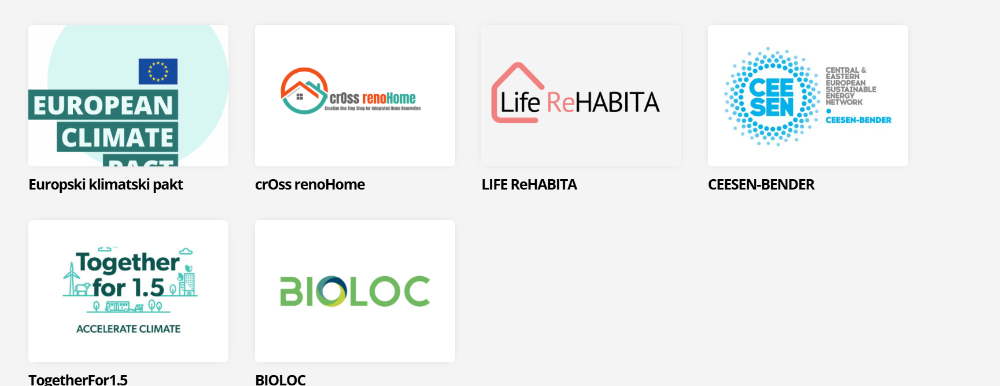 EUROPEAN
CLIMATE
PACT
Europski klimatski pakt
crOss renoHome
Croatian One Stop Shop for Integrated Home Renovation
crOss renoHome
Life ReHABITA
LIFE ReHABITA
CEE
SEN
CENTRAL &
EASTERN
EUROPEAN
SUSTAINABLE
ENERGY
NETWORK
CEESEN-BENDER
CEESEN-BENDER
Together
for 1.5
ACCELERATE CLIMATE
TogetherFor1.5
BIOLOC
BIOLOC